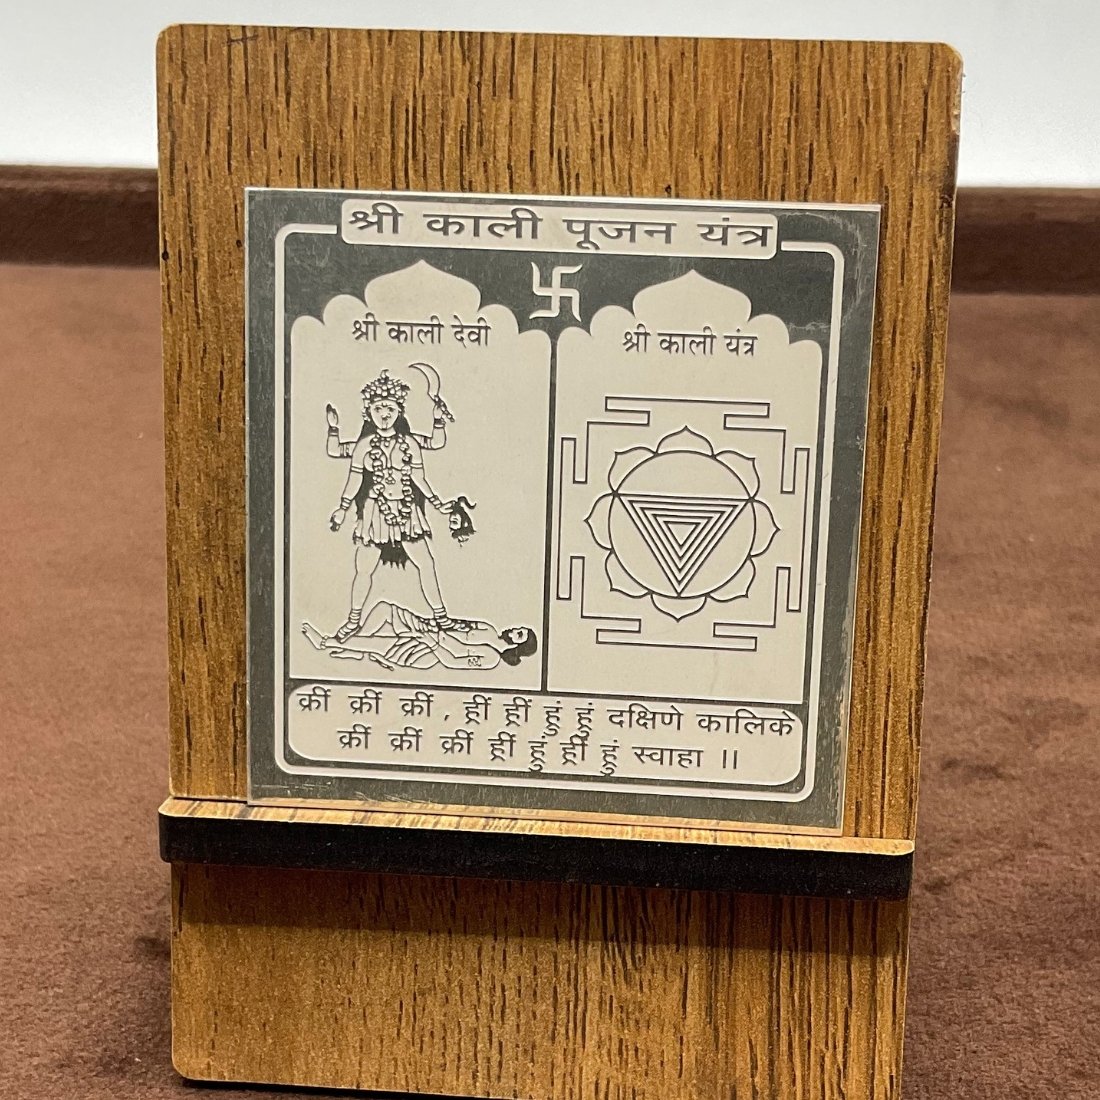 श्री काली पूजन यंत्र
श्री काली देवी
श्री काली यंत्र
क्रीं क्रीं क्रीं , ह्रीं ह्रीं हुं हुं दक्षिणे कालिके
क्रीं क्रीं क्रीं ह्रीं हुं ह्रीं हुं स्वाहा ।।